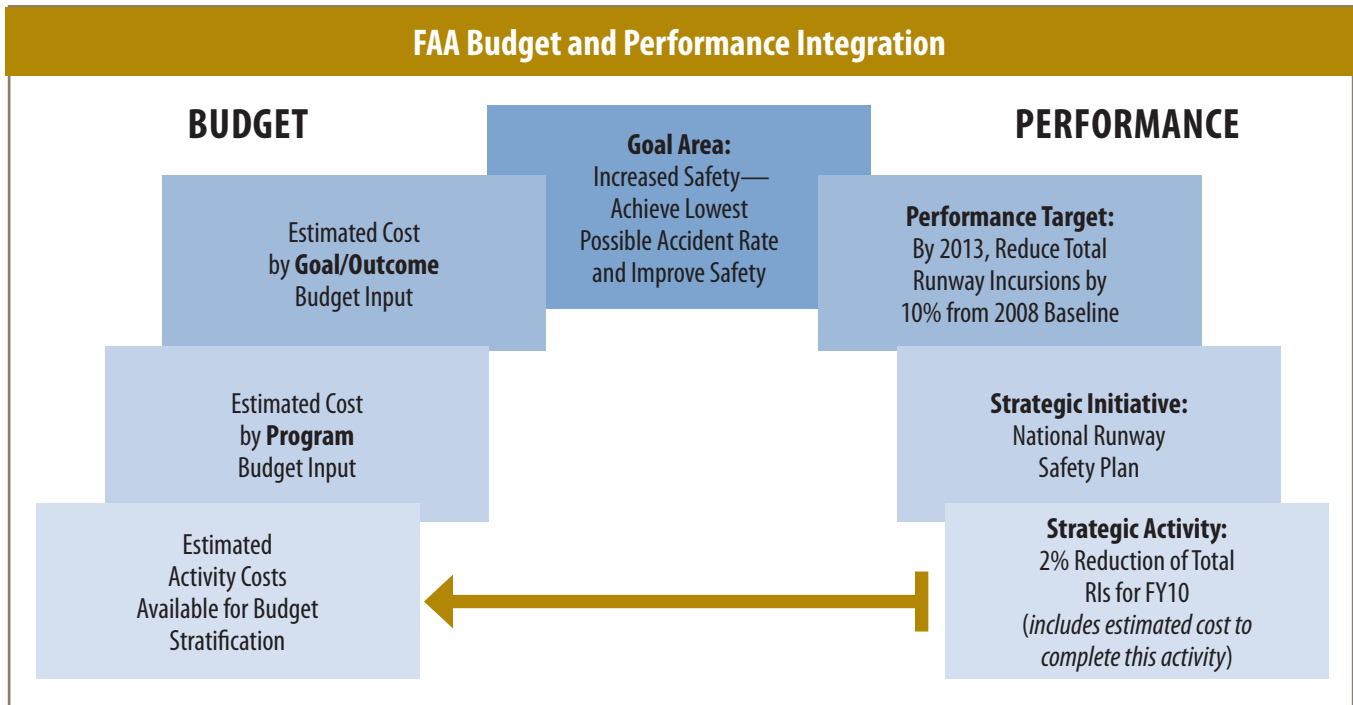 FAA Budget and Performance Integration
BUDGET
PERFORMANCE
Goal Area:
Increased Safety—
Achieve Lowest
Possible Accident Rate
and Improve Safety
Estimated Cost
by Goal/Outcome
Budget Input
Performance Target:
By 2013, Reduce Total
Runway Incursions by
10% from 2008 Baseline
Estimated Cost
by Program
Budget Input
Strategic Initiative:
National Runway
Safety Plan
Estimated
Activity Costs
Available for Budget
Stratification
Strategic Activity:
2% Reduction of Total
RIs for FY10
(includes estimated cost to
complete this activity)